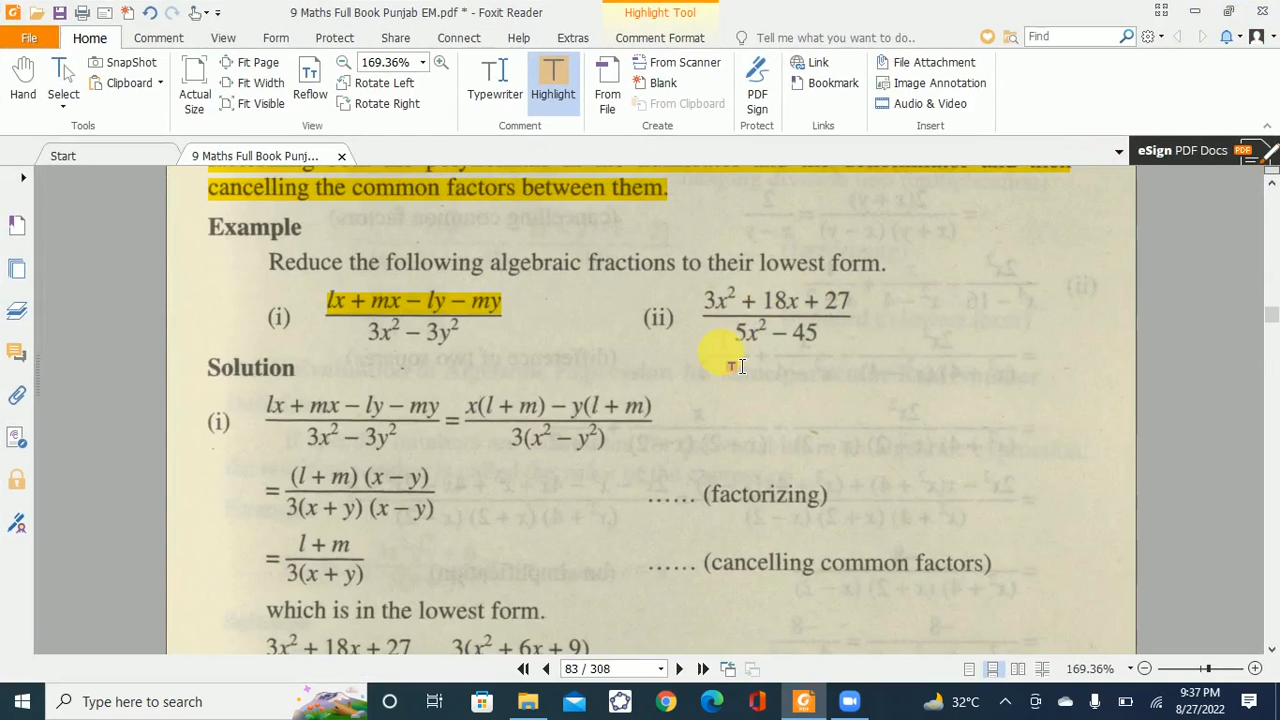 9 Maths Full Book Punjab EM.pdf * - Foxit Reader
Highlight Tool
File
Home
Comment
View
Form
Protect
Share
Connect
Help
Extras
Comment Format
Tell me what you want to do...
Find
Hand
Select
SnapShot
Clipboard
Tools
Actual
Size
Fit Page
Fit Width
Fit Visible
Reflow
169.36%
Rotate Left
Rotate Right
View
Typewriter
Highlight
Comment
From
File
From Scanner
Blank
From Clipboard
Create
PDF
Sign
Protect
Link
Bookmark
Links
File Attachment
Image Annotation
Audio & Video
Insert
Start
9 Maths Full Book Punj...
eSign PDF Docs
cancelling the common factors between them.
Example
Reduce the following algebraic fractions to their lowest form.
(i) (lx + mx − ly − my)/(3x² − 3y²) (ii) (3x² + 18x + 27)/(5x² − 45)
Solution
(i) (lx + mx − ly − my)/(3x² − 3y²) = (x(l + m) − y(l + m))/(3(x² − y²))
= ((l + m) (x − y))/(3(x + y) (x − y)) ...... (factorizing)
= (l + m)/(3(x + y)) ...... (cancelling common factors)
which is in the lowest form.
3x² + 18x + 27 3(x² + 6x + 9)
83 / 308
169.36%
Type here to search
32°C
9:37 PM
8/27/2022